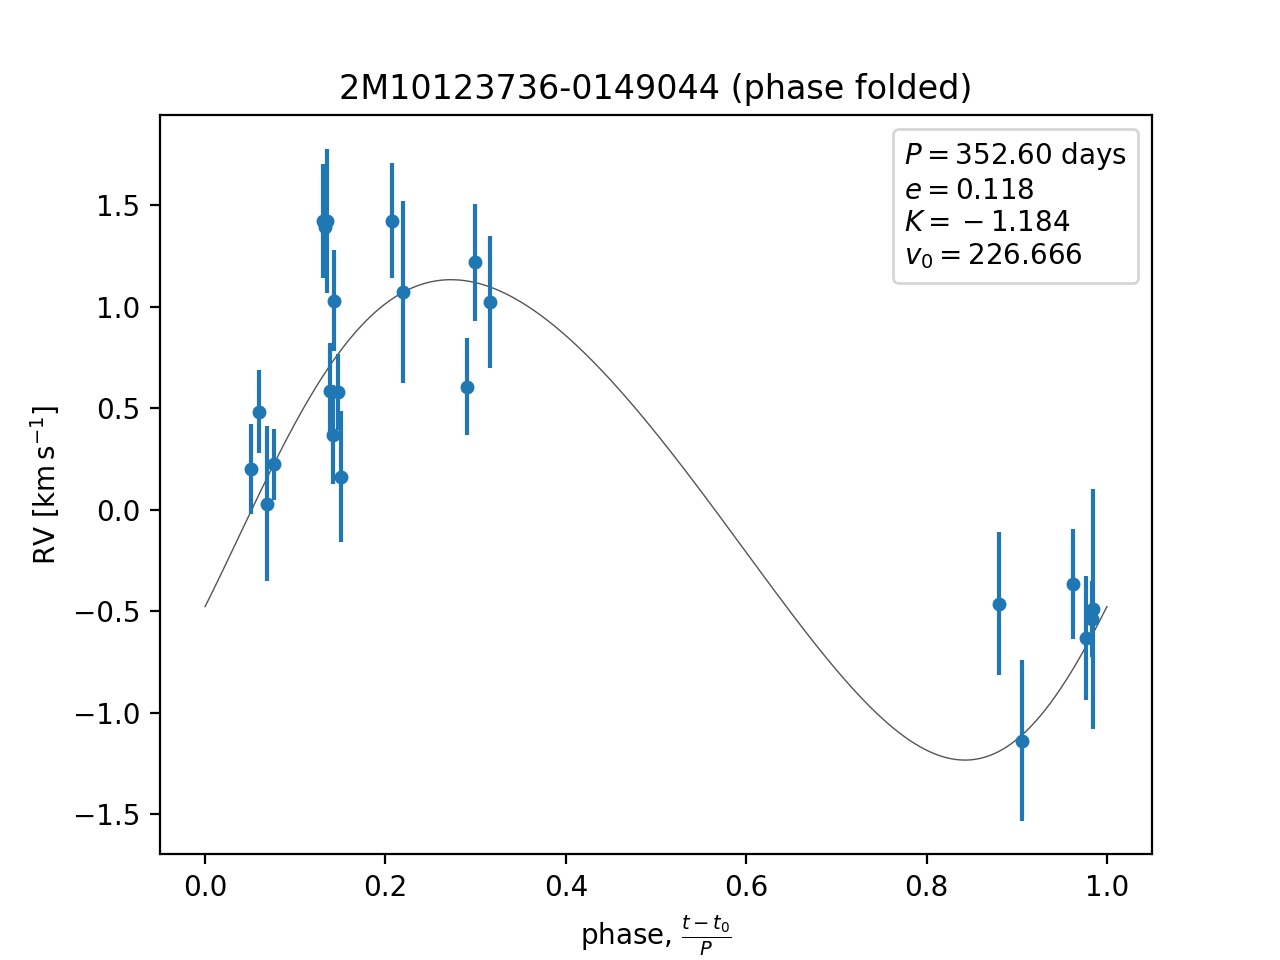 2M10123736-0149044 (phase folded)
P = 352.60 days
e = 0.118
K = −1.184
v₀ = 226.666
RV [km s⁻¹]
1.5
1.0
0.5
0.0
−0.5
−1.0
−1.5
0.0 0.2 0.4 0.6 0.8 1.0
phase, (t − t₀)/P